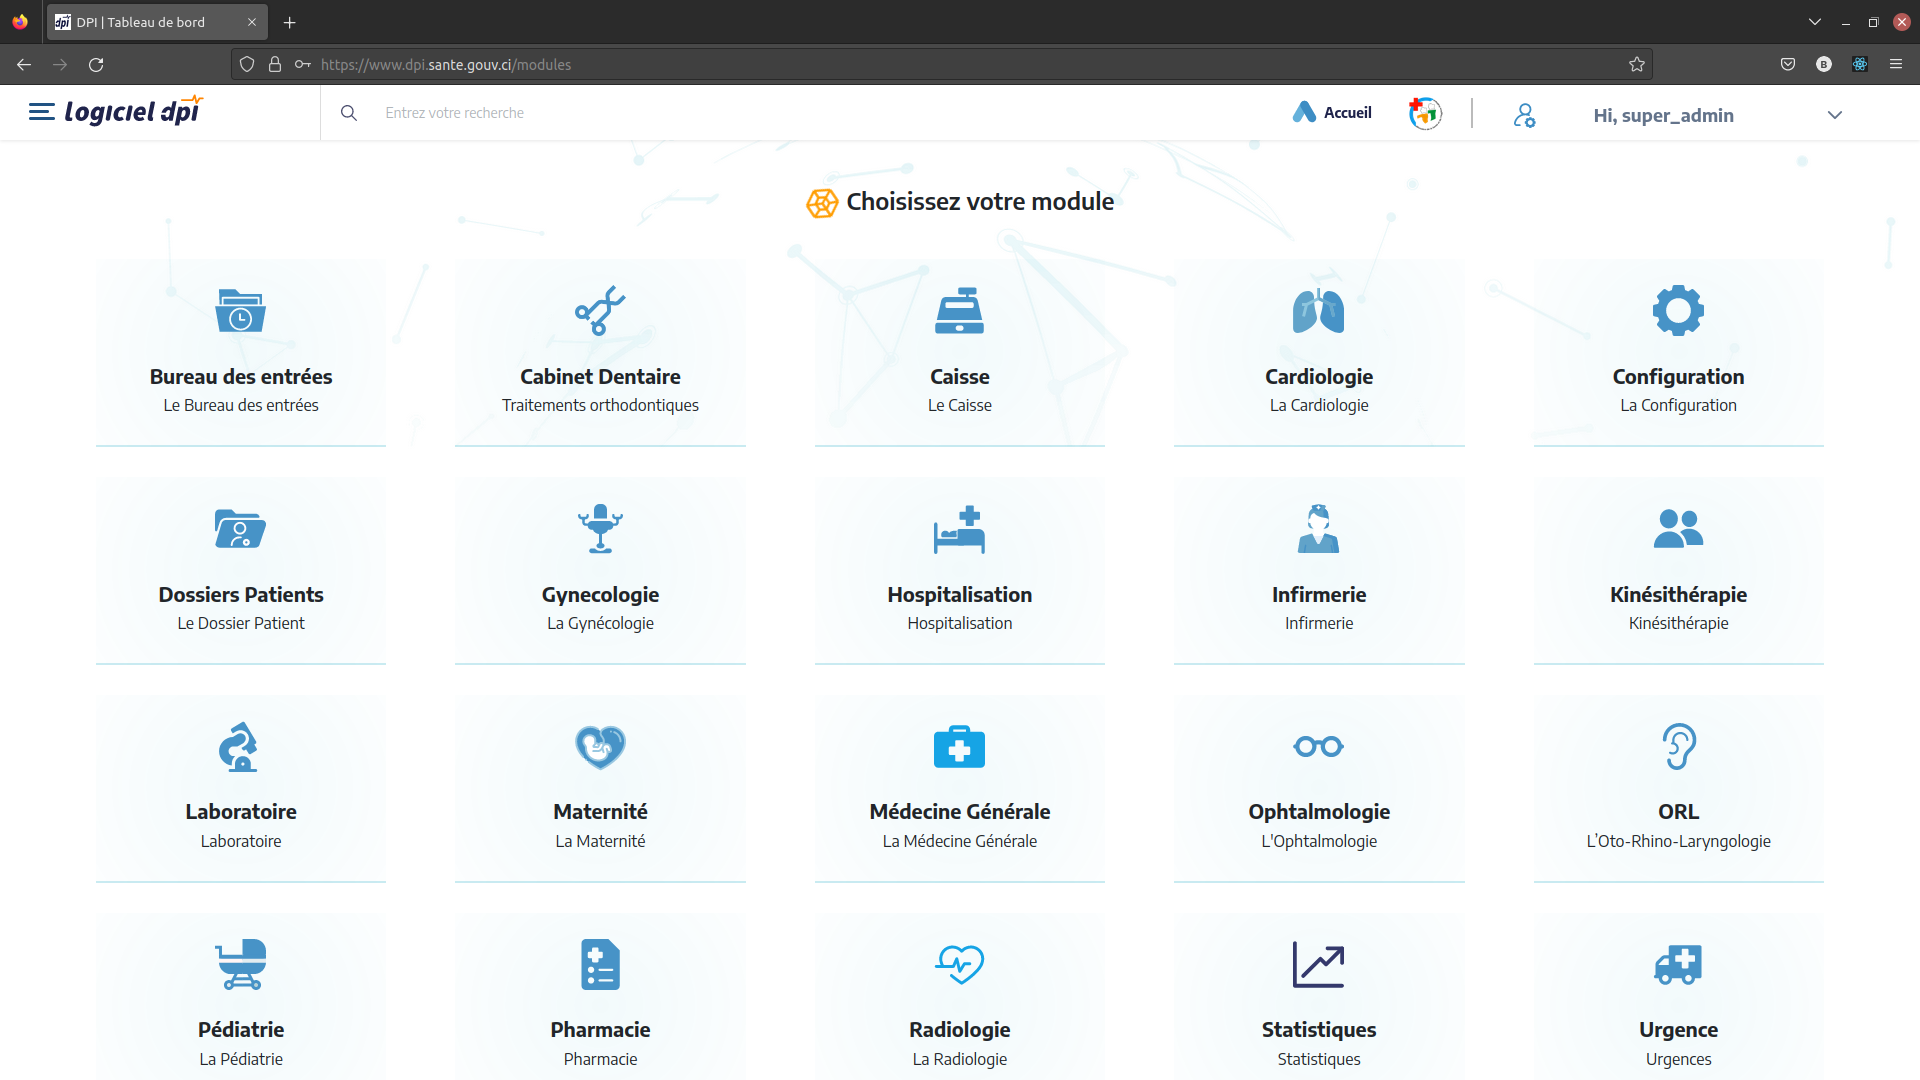 DPI | Tableau de bord
https://www.dpi.sante.gouv.ci/modules
logiciel dpi
Entrez votre recherche
Accueil
Hi, super_admin
Choisissez votre module
Bureau des entrées
Le Bureau des entrées
Cabinet Dentaire
Traitements orthodontiques
Caisse
Le Caisse
Cardiologie
La Cardiologie
Configuration
La Configuration
Dossiers Patients
Le Dossier Patient
Gynecologie
La Gynécologie
Hospitalisation
Hospitalisation
Infirmerie
Infirmerie
Kinésithérapie
Kinésithérapie
Laboratoire
Laboratoire
Maternité
La Maternité
Médecine Générale
La Médecine Générale
Ophtalmologie
L'Ophtalmologie
ORL
L’Oto-Rhino-Laryngologie
Pédiatrie
La Pédiatrie
Pharmacie
Pharmacie
Radiologie
La Radiologie
Statistiques
Statistiques
Urgence
Urgences